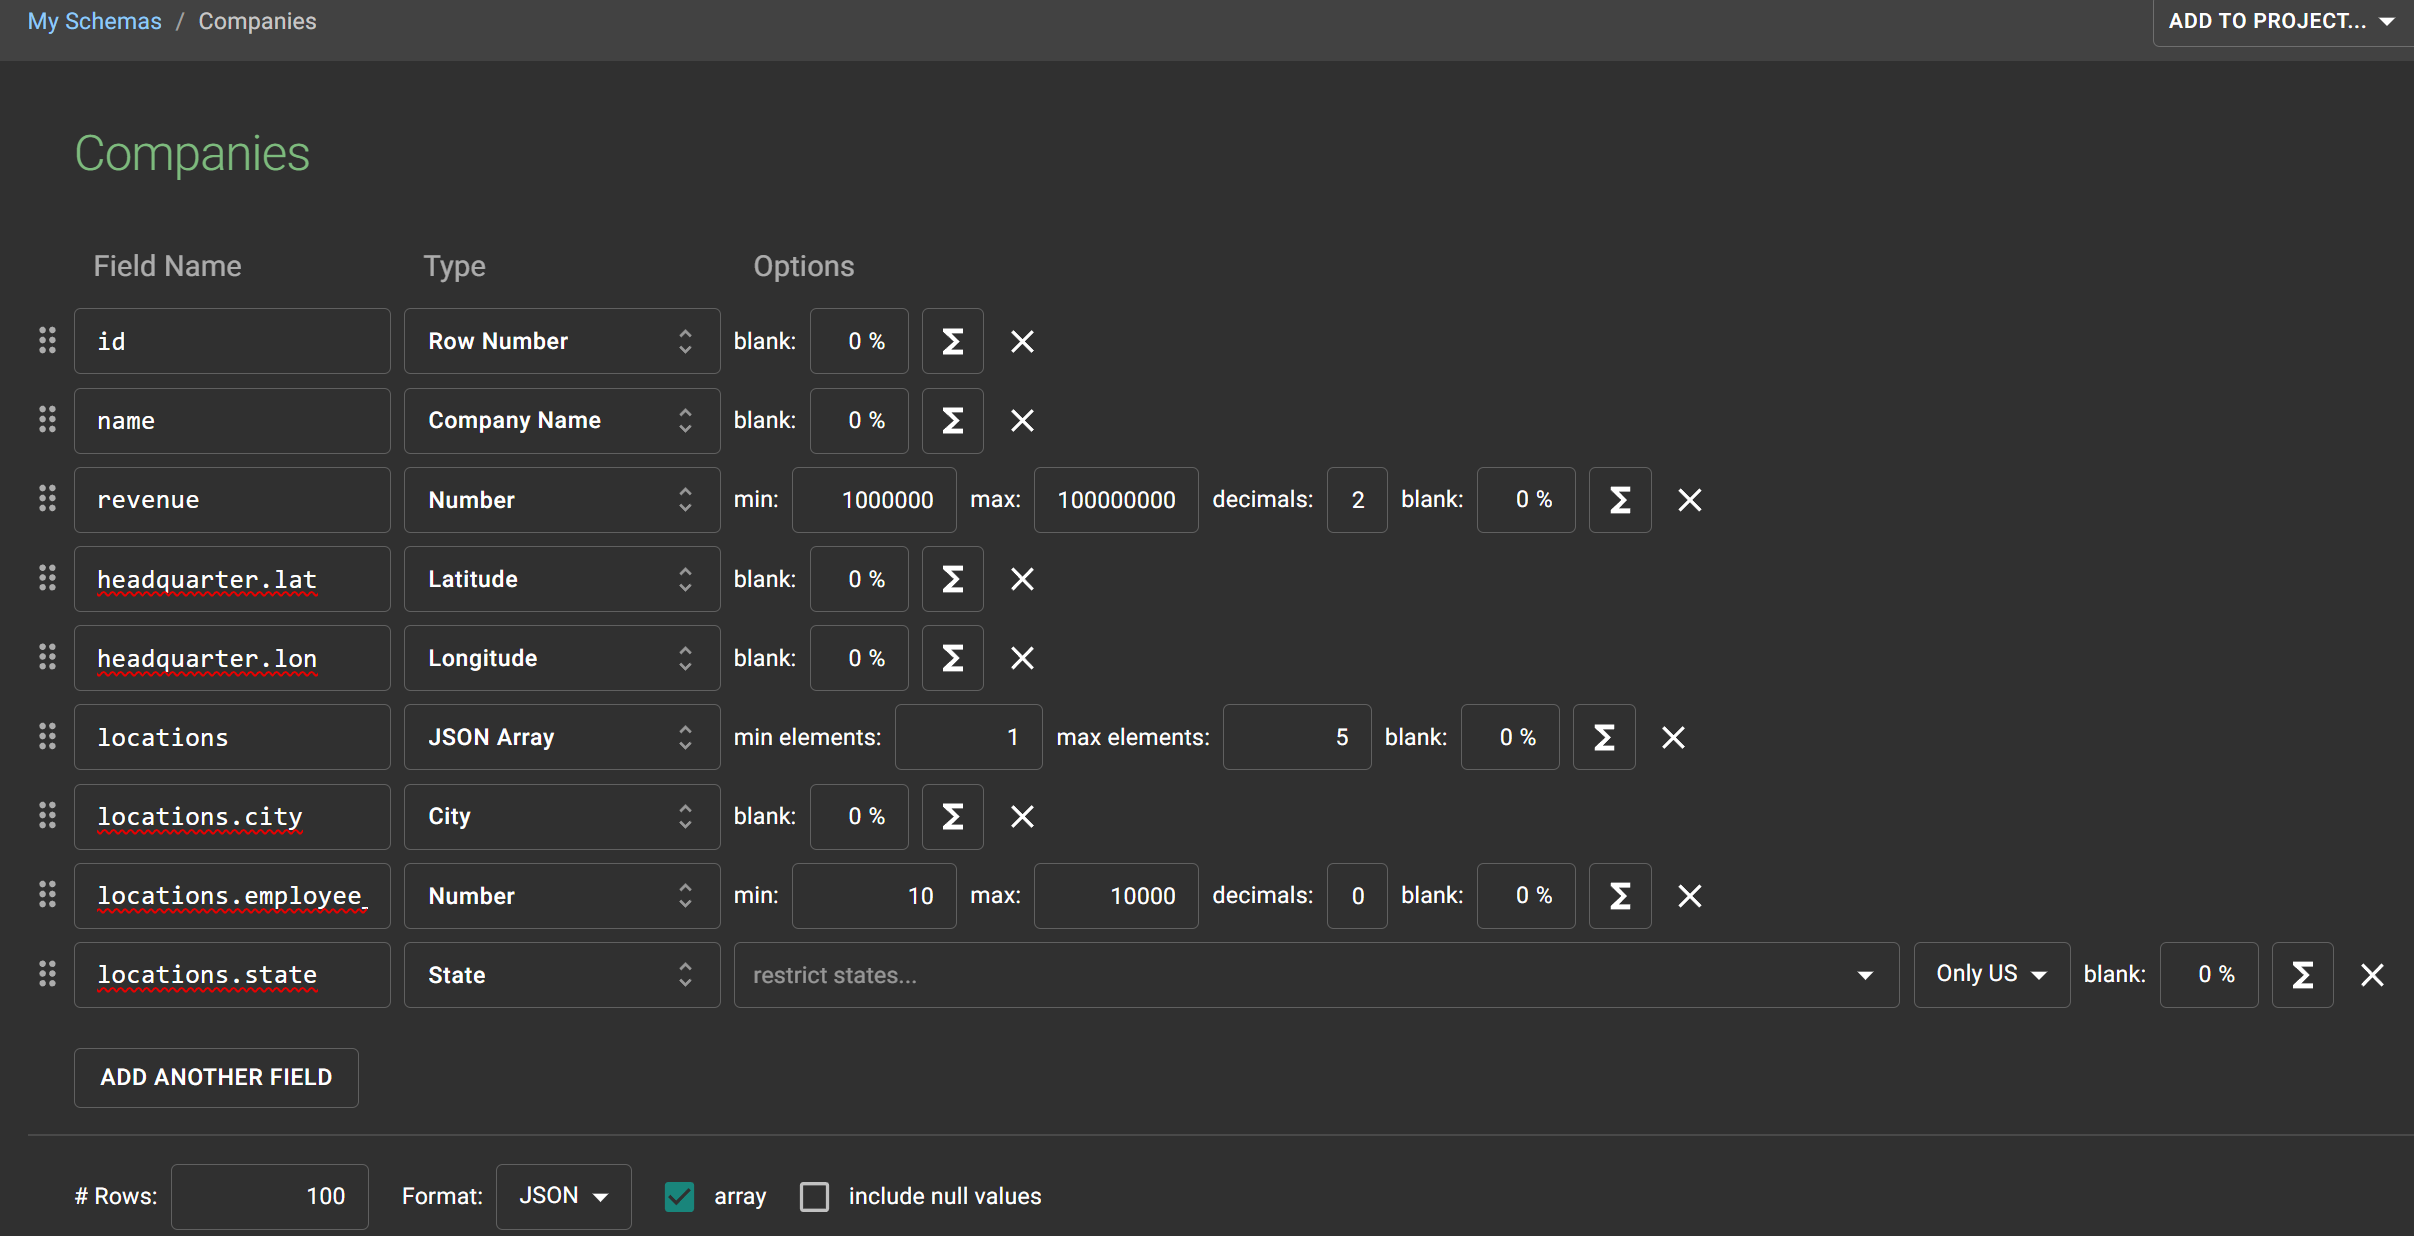 My Schemas / Companies
ADD TO PROJECT...
Companies
Field Name Type Options
id Row Number blank: 0 % Σ
name Company Name blank: 0 % Σ
revenue Number min: 1000000 max: 100000000 decimals: 2 blank: 0 % Σ
headquarter.lat Latitude blank: 0 % Σ
headquarter.lon Longitude blank: 0 % Σ
locations JSON Array min elements: 1 max elements: 5 blank: 0 % Σ
locations.city City blank: 0 % Σ
locations.employee_ Number min: 10 max: 10000 decimals: 0 blank: 0 % Σ
locations.state State restrict states... Only US blank: 0 % Σ
ADD ANOTHER FIELD
# Rows: 100 Format: JSON array include null values